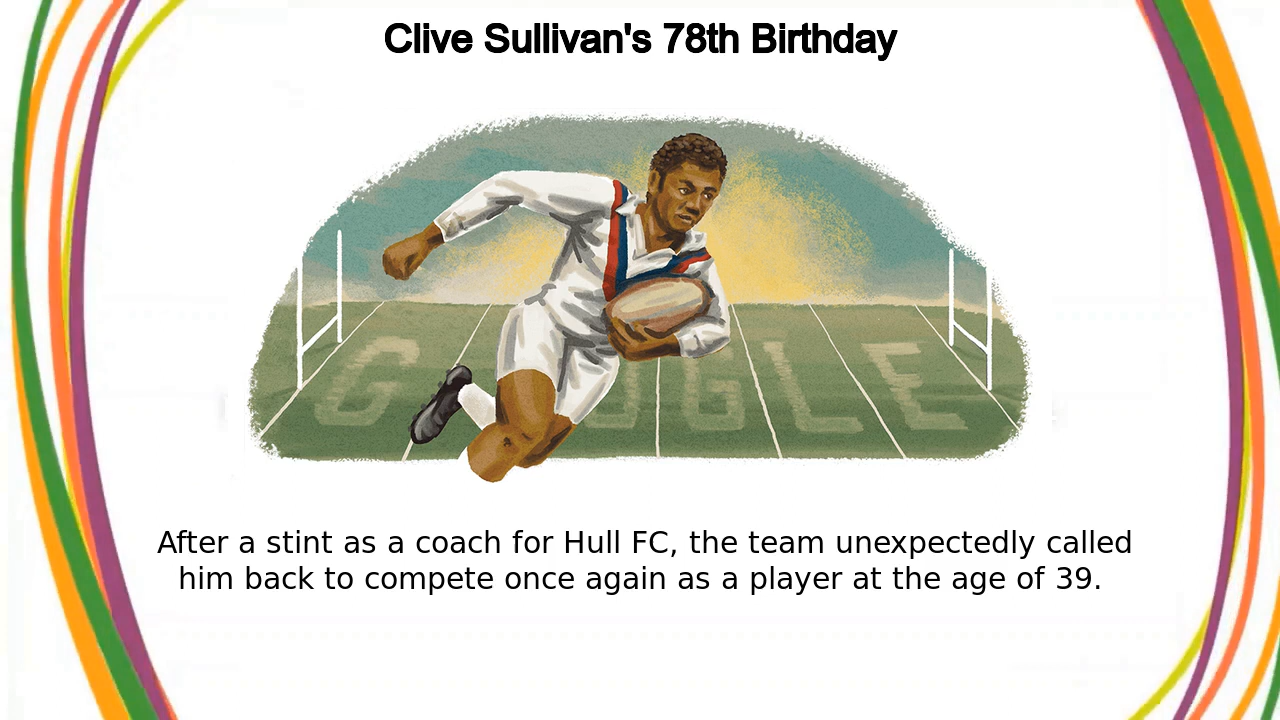 Clive Sullivan's 78th Birthday
G OGLE
After a stint as a coach for Hull FC, the team unexpectedly called
him back to compete once again as a player at the age of 39.